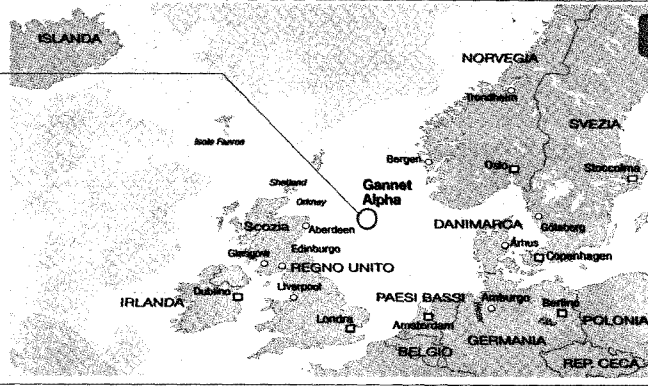 ISLANDA
NORVEGIA
Trondheim
SVEZIA
Isole Faeroe
Bergen
Oslo
Stoccolma
Shetland
Gannet
Alpha
Orkney
Scozia
Aberdeen
DANIMARCA
Göteborg
Glasgow
Edinburgo
Århus
Copenhagen
REGNO UNITO
IRLANDA
Dublino
Liverpool
PAESI BASSI
Amburgo
Berlino
POLONIA
Londra
Amsterdam
BELGIO
GERMANIA
REP. CECA